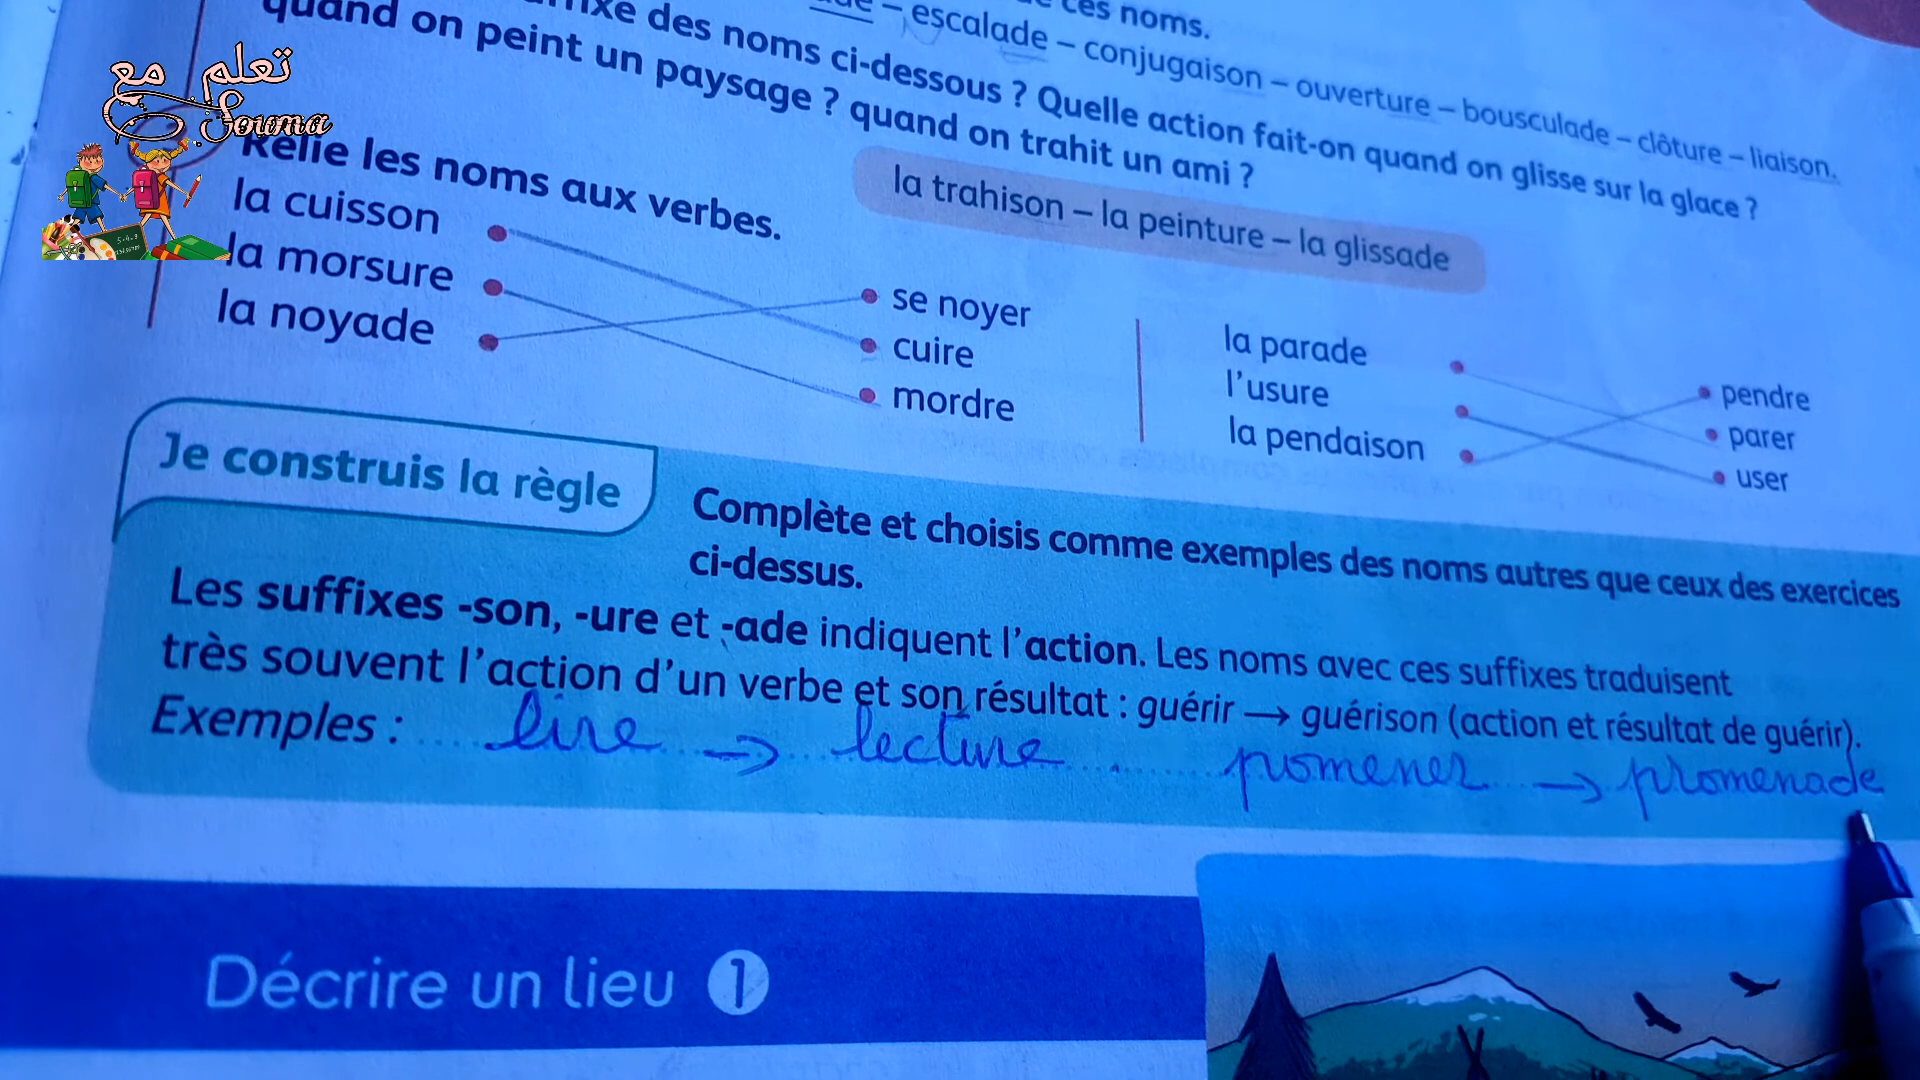 ces noms.
– escalade – conjugaison – ouverture – bousculade – clôture – liaison.
des noms ci-dessous ? Quelle action fait-on quand on glisse sur la glace ?
quand on peint un paysage ? quand on trahit un ami ?
la trahison – la peinture – la glissade
تعلم مع
Souma
Relie les noms aux verbes.
la cuisson
la morsure
la noyade
se noyer
cuire
mordre
la parade
l'usure
la pendaison
pendre
parer
user
Je construis la règle
Complète et choisis comme exemples des noms autres que ceux des exercices
ci-dessus.
Les suffixes -son, -ure et -ade indiquent l'action. Les noms avec ces suffixes traduisent
très souvent l'action d'un verbe et son résultat : guérir → guérison (action et résultat de guérir).
Exemples : lire → lecture promener → promenade
Décrire un lieu 1